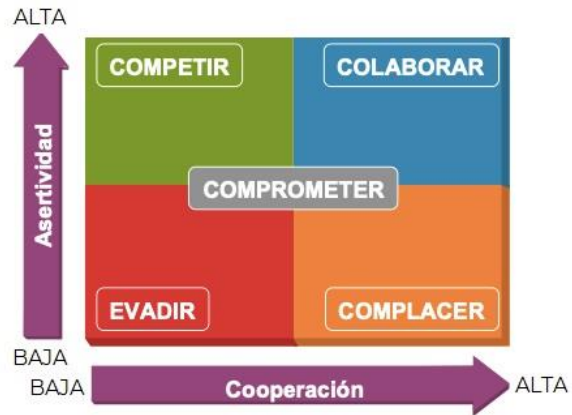 ALTA
COMPETIR
COLABORAR
Asertividad
COMPROMETER
EVADIR
COMPLACER
BAJA
BAJA
Cooperación
ALTA